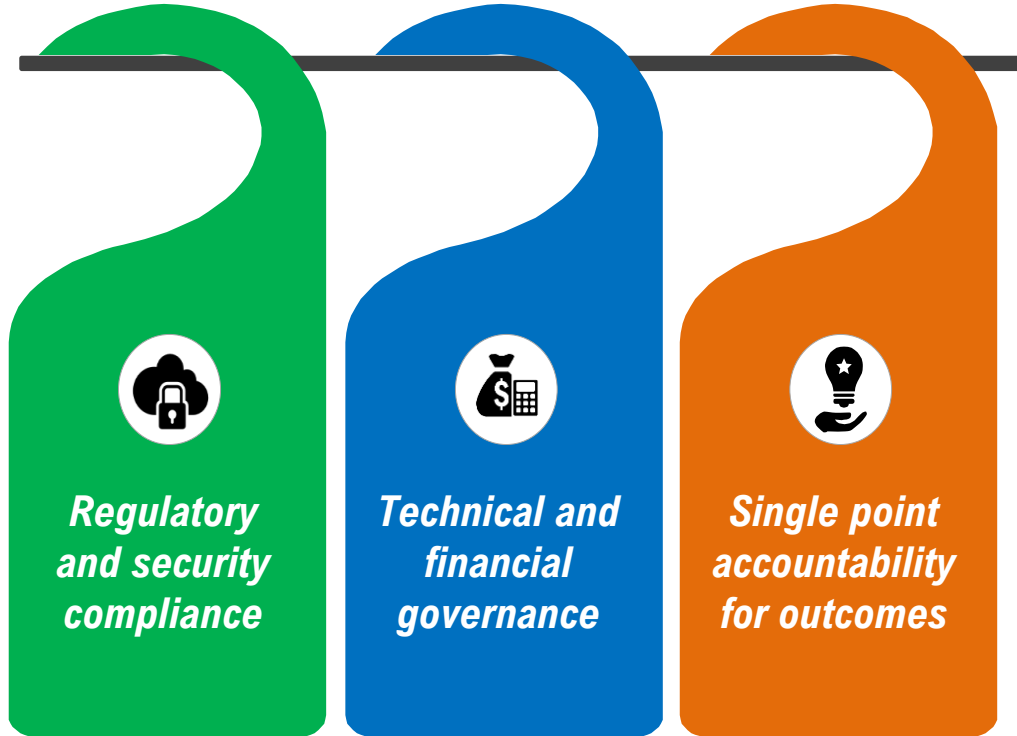 Regulatory
and security
compliance
Technical and
financial
governance
Single point
accountability
for outcomes
$